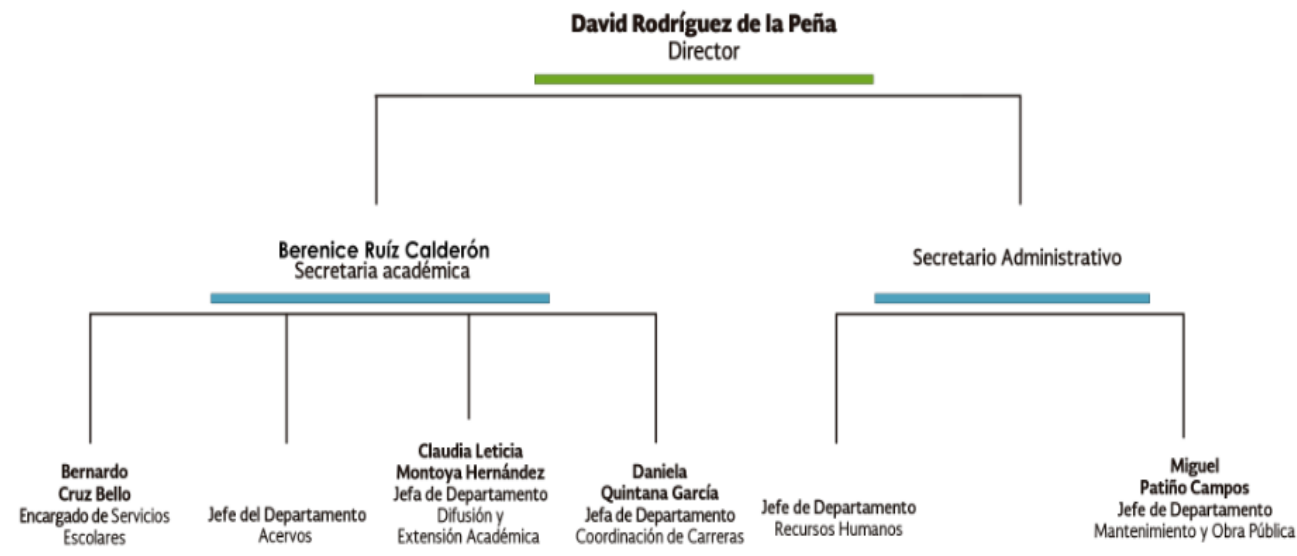 David Rodríguez de la Peña
Director
Berenice Ruíz Calderón
Secretaria académica
Secretario Administrativo
Bernardo
Cruz Bello
Encargado de Servicios
Escolares
Jefe del Departamento
Acervos
Claudia Leticia
Montoya Hernández
Jefa de Departamento
Difusión y
Extensión Académica
Daniela
Quintana García
Jefa de Departamento
Coordinación de Carreras
Jefe de Departamento
Recursos Humanos
Miguel
Patiño Campos
Jefe de Departamento
Mantenimiento y Obra Pública